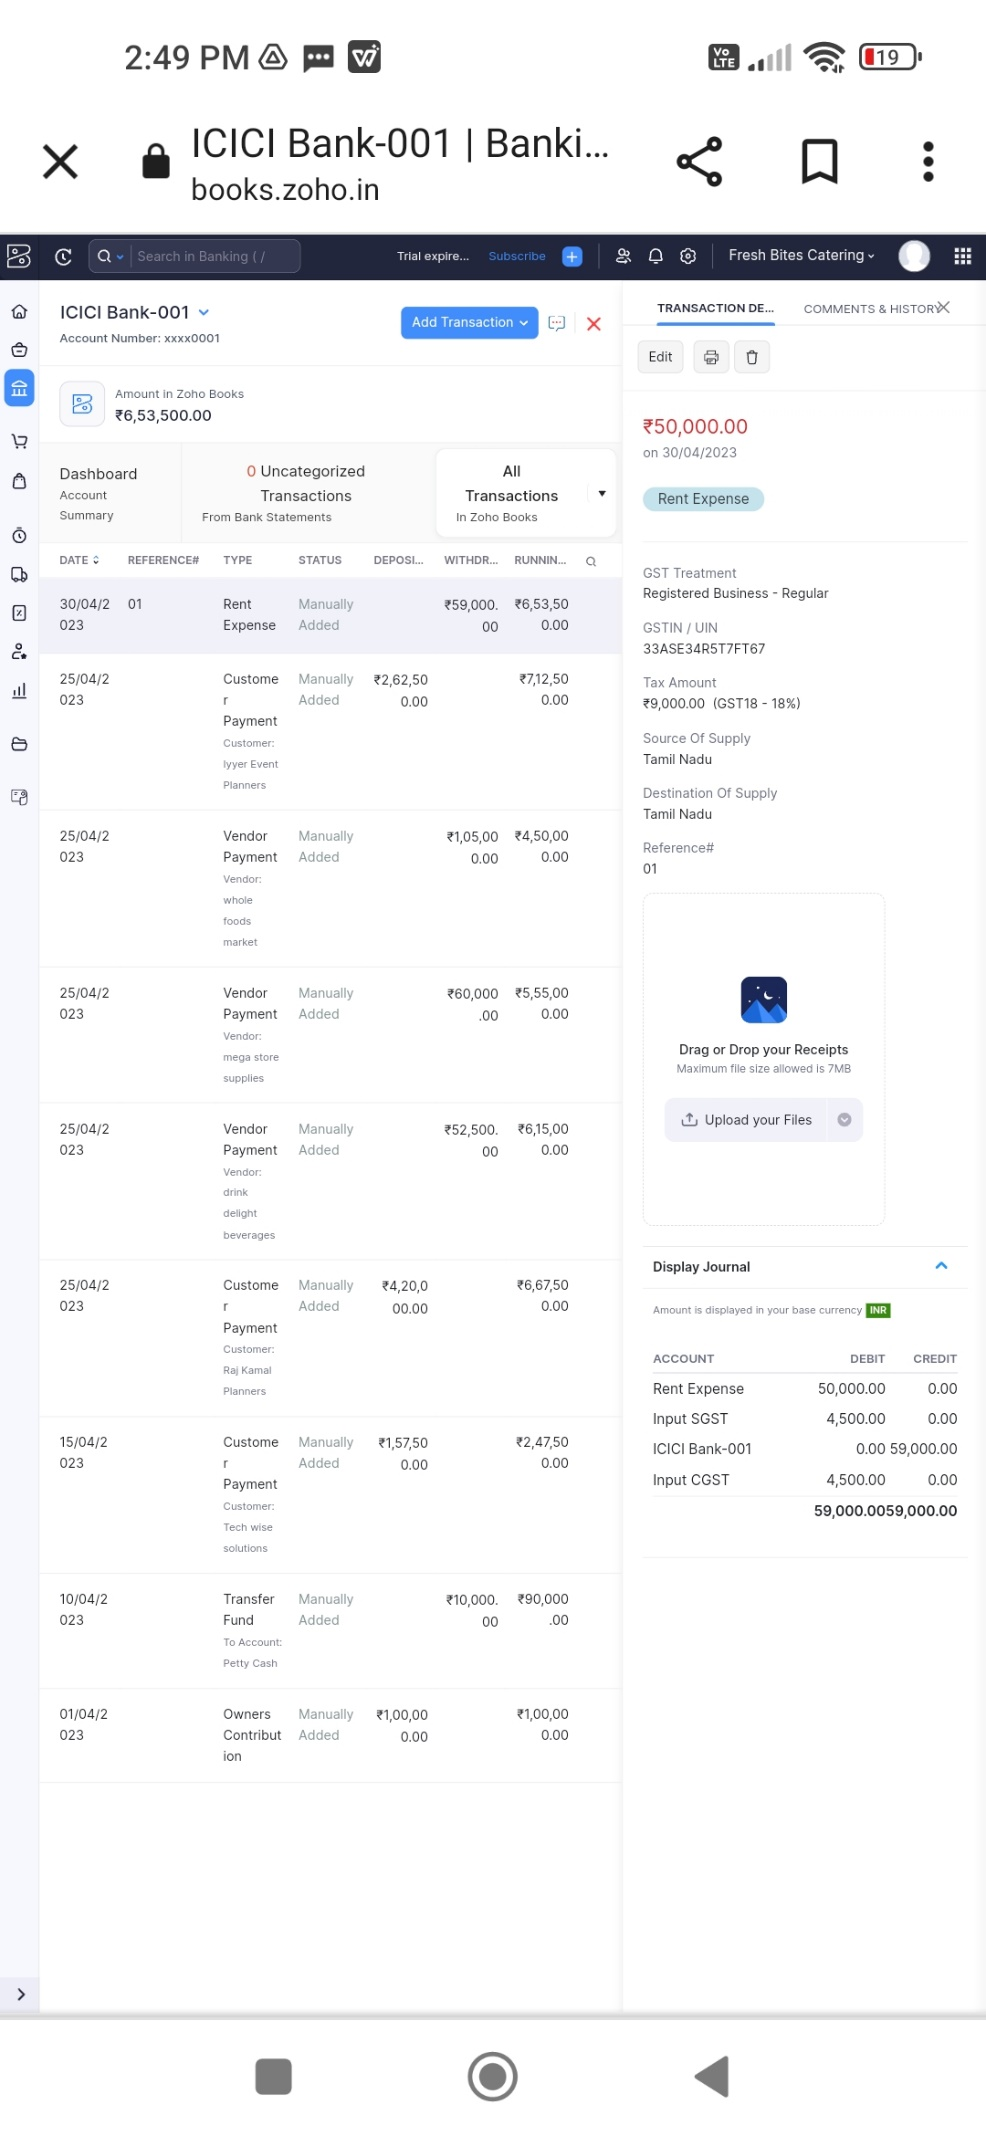 2:49 PM
Vo LTE
19
ICICI Bank-001 | Banki...
books.zoho.in
Search in Banking ( /
Trial expire...
Subscribe
Fresh Bites Catering
ICICI Bank-001
Account Number: xxxx0001
Add Transaction
Amount in Zoho Books
₹6,53,500.00
Dashboard
Account
Summary
0 Uncategorized
Transactions
From Bank Statements
All
Transactions
In Zoho Books
DATE REFERENCE# TYPE STATUS DEPOSI... WITHDR... RUNNIN...
30/04/2 01 Rent Manually ₹59,000. ₹6,53,50
023 Expense Added 00 0.00
25/04/2 Custome Manually ₹2,62,50 ₹7,12,50
023 r Added 0.00 0.00
Payment
Customer:
Iyyer Event
Planners
25/04/2 Vendor Manually ₹1,05,00 ₹4,50,00
023 Payment Added 0.00 0.00
Vendor:
whole
foods
market
25/04/2 Vendor Manually ₹60,000 ₹5,55,00
023 Payment Added .00 0.00
Vendor:
mega store
supplies
25/04/2 Vendor Manually ₹52,500. ₹6,15,00
023 Payment Added 00 0.00
Vendor:
drink
delight
beverages
25/04/2 Custome Manually ₹4,20,0 ₹6,67,50
023 r Added 00.00 0.00
Payment
Customer:
Raj Kamal
Planners
15/04/2 Custome Manually ₹1,57,50 ₹2,47,50
023 r Added 0.00 0.00
Payment
Customer:
Tech wise
solutions
10/04/2 Transfer Manually ₹10,000. ₹90,000
023 Fund Added 00 .00
To Account:
Petty Cash
01/04/2 Owners Manually ₹1,00,00 ₹1,00,00
023 Contribut Added 0.00 0.00
ion
TRANSACTION DE...
COMMENTS & HISTORY
Edit
₹50,000.00
on 30/04/2023
Rent Expense
GST Treatment
Registered Business - Regular
GSTIN / UIN
33ASE34R5T7FT67
Tax Amount
₹9,000.00 (GST18 - 18%)
Source Of Supply
Tamil Nadu
Destination Of Supply
Tamil Nadu
Reference#
01
Drag or Drop your Receipts
Maximum file size allowed is 7MB
Upload your Files
Display Journal
Amount is displayed in your base currency INR
ACCOUNT DEBIT CREDIT
Rent Expense 50,000.00 0.00
Input SGST 4,500.00 0.00
ICICI Bank-001 0.00 59,000.00
Input CGST 4,500.00 0.00
59,000.0059,000.00